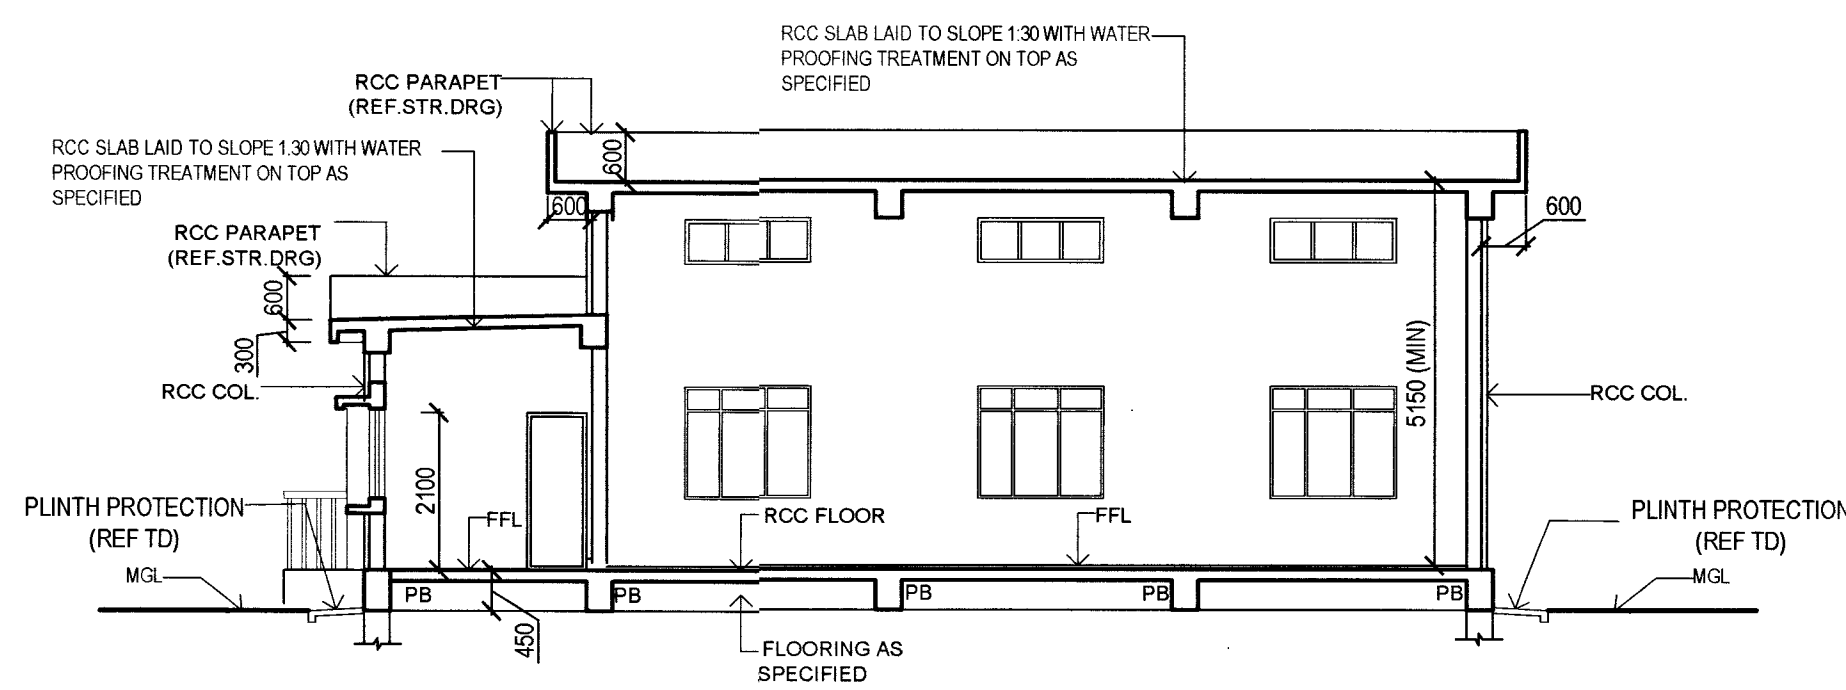 RCC SLAB LAID TO SLOPE 1:30 WITH WATER
PROOFING TREATMENT ON TOP AS
SPECIFIED
RCC PARAPET
(REF.STR.DRG)
RCC SLAB LAID TO SLOPE 1.30 WITH WATER
PROOFING TREATMENT ON TOP AS
SPECIFIED
600
600
600
RCC PARAPET
(REF.STR.DRG)
600
300
RCC COL.
5150 (MIN)
RCC COL.
2100
PLINTH PROTECTION
(REF TD)
FFL
RCC FLOOR
FFL
PLINTH PROTECTION
(REF TD)
MGL
MGL
PB
PB
PB
PB
PB
450
FLOORING AS
SPECIFIED